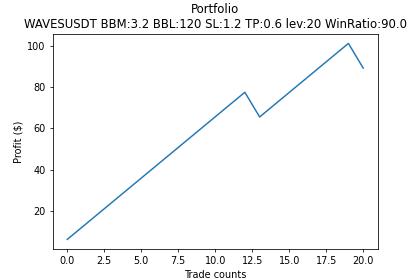 Portfolio
WAVESUSDT BBM:3.2 BBL:120 SL:1.2 TP:0.6 lev:20 WinRatio:90.0
100
80
60
40
20
Profit ($)
0.0 2.5 5.0 7.5 10.0 12.5 15.0 17.5 20.0
Trade counts